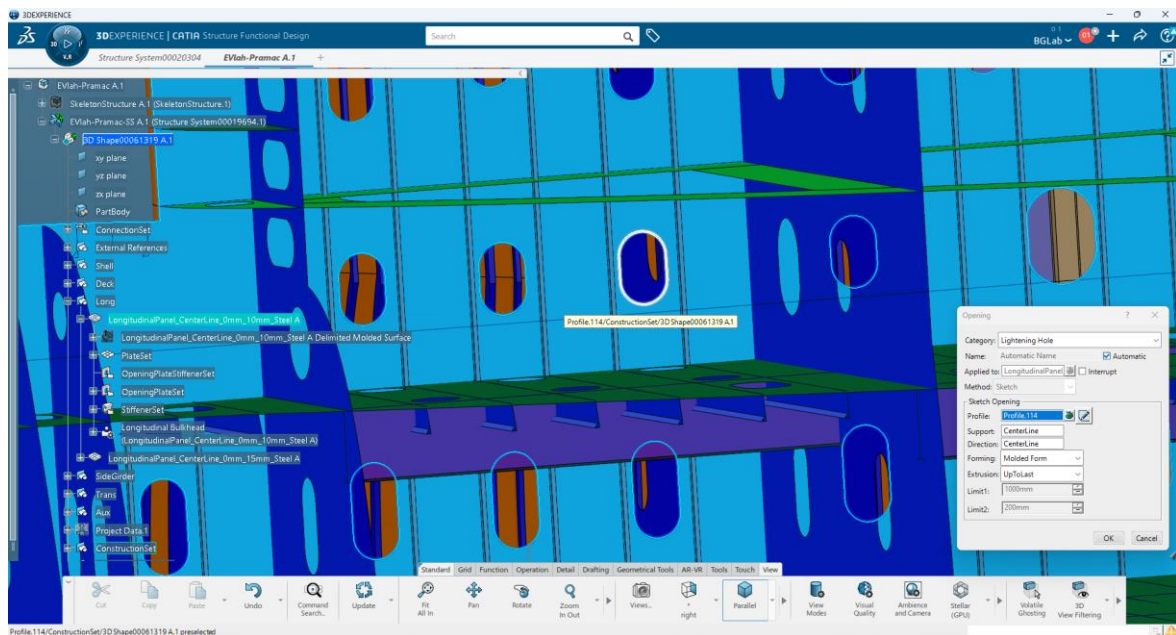 3DEXPERIENCE
3DEXPERIENCE | CATIA Structure Functional Design
Search
BGLab
Structure System00020304
EVlah-Pramac A.1
+
EVlah-Pramac A.1
SkeletonStructure A.1 (SkeletonStructure.1)
EVlah-Pramac-SS A.1 (Structure System00019694.1)
3D Shape00061319 A.1
xy plane
yz plane
zx plane
PartBody
ConnectionSet
External References
Shell
Deck
Long
LongitudinalPanel_CenterLine_0mm_10mm_Steel A
LongitudinalPanel_CenterLine_0mm_10mm_Steel A Delimited Molded Surface
PlateSet
OpeningPlateStiffenerSet
OpeningPlateSet
StiffenerSet
Longitudinal Bulkhead
(LongitudinalPanel_CenterLine_0mm_10mm_Steel A)
LongitudinalPanel_CenterLine_0mm_15mm_Steel A
SideGirder
Trans
Aux
Project Data.1
ConstructionSet
Profile.114/ConstructionSet/3D Shape00061319 A.1
Opening
? ×
Category: Lightening Hole
Name: Automatic Name Automatic
Applied to: LongitudinalPanel Interrupt
Method: Sketch
Sketch Opening
Profile: Profile.114
Support: CenterLine
Direction: CenterLine
Forming: Molded Form
Extrusion: UpToLast
Limit1: 1000mm
Limit2: 200mm
OK Cancel
Standard Grid Function Operation Detail Drafting Geometrical Tools AR-VR Tools Touch View
Cut
Copy
Paste
Undo
Command Search...
Update
Fit All In
Pan
Rotate
Zoom In Out
Views...
* right
Parallel
View Modes
Visual Quality
Ambience and Camera
Stellar (GPU)
Volatile Ghosting
3D View Filtering
Profile.114/ConstructionSet/3D Shape00061319 A.1 preselected